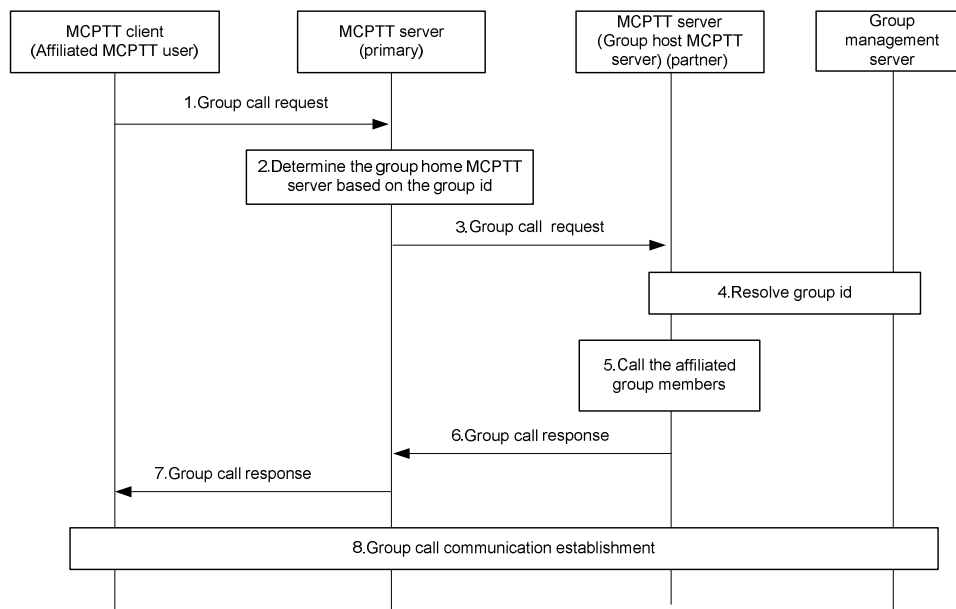 MCPTT client
(Affiliated MCPTT user)
MCPTT server
(primary)
MCPTT server
(Group host MCPTT
server) (partner)
Group
management
server
1.Group call request
2.Determine the group home MCPTT
server based on the group id
3.Group call request
4.Resolve group id
5.Call the affiliated
group members
6.Group call response
7.Group call response
8.Group call communication establishment